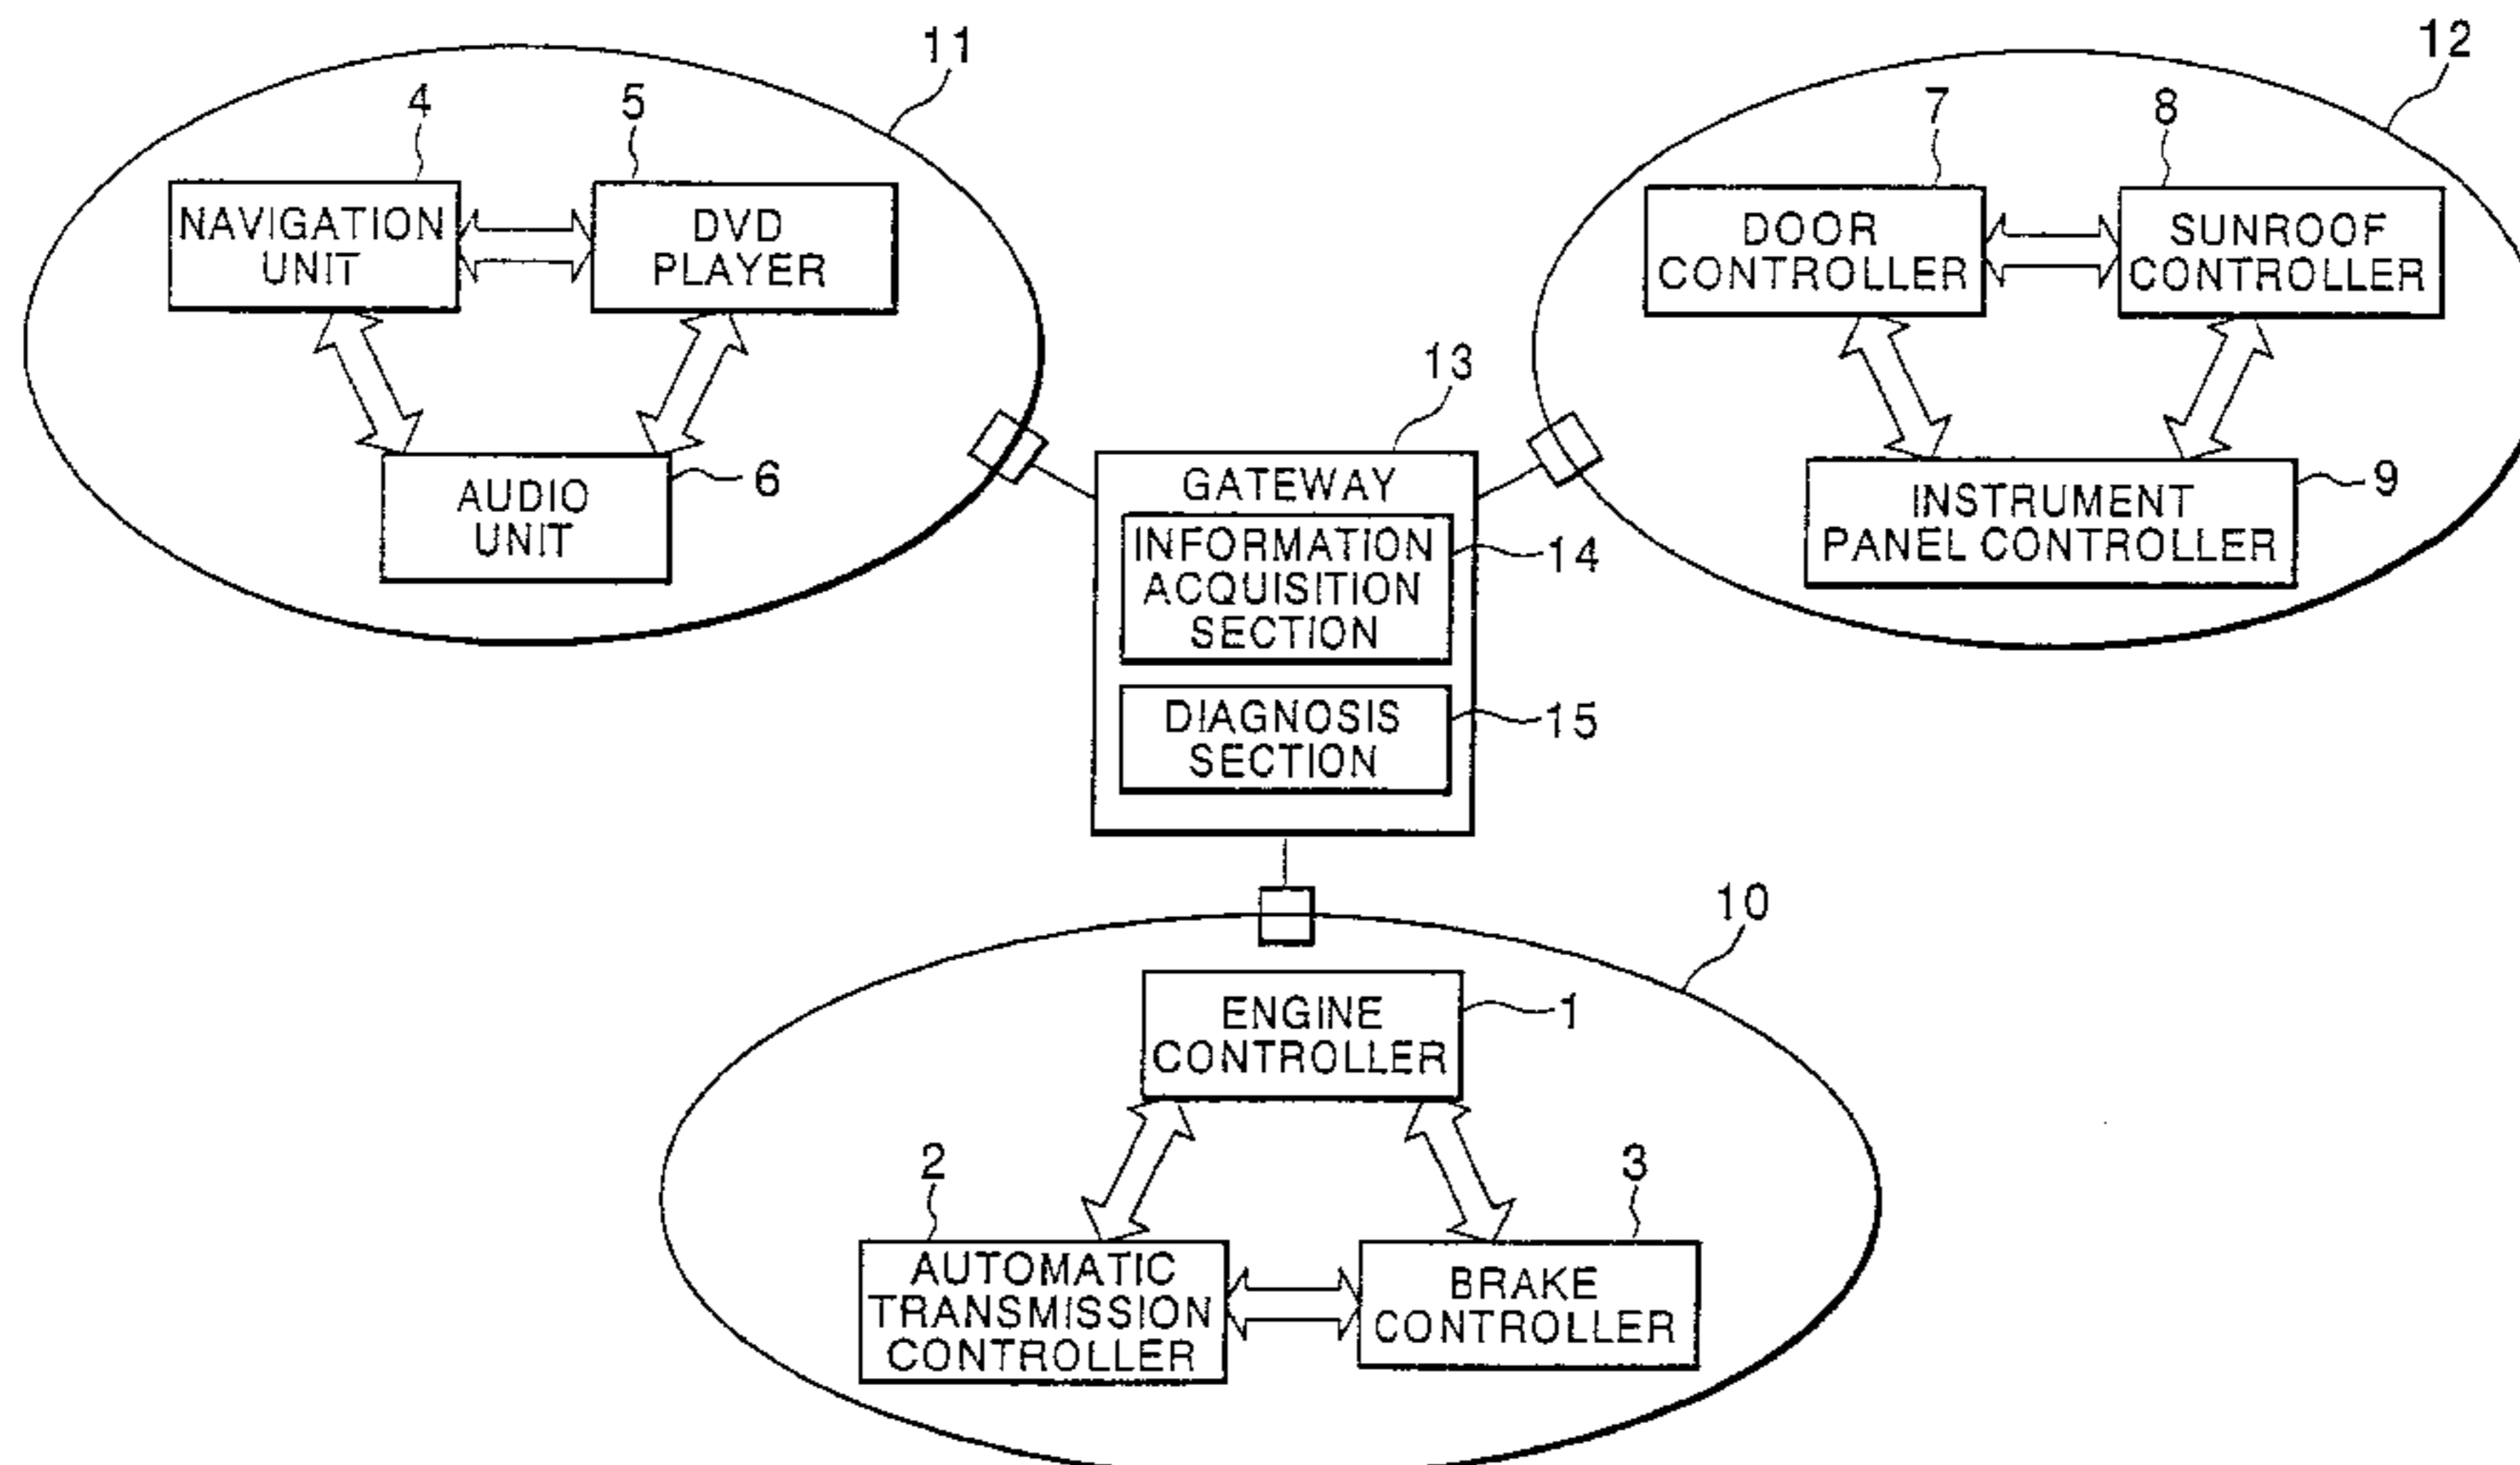 11
4
5
NAVIGATION
UNIT
DVD
PLAYER
AUDIO
UNIT
6
12
7
8
DOOR
CONTROLLER
SUNROOF
CONTROLLER
INSTRUMENT
PANEL CONTROLLER
9
13
GATEWAY
INFORMATION
ACQUISITION
SECTION
14
DIAGNOSIS
SECTION
15
10
ENGINE
CONTROLLER
1
2
3
AUTOMATIC
TRANSMISSION
CONTROLLER
BRAKE
CONTROLLER